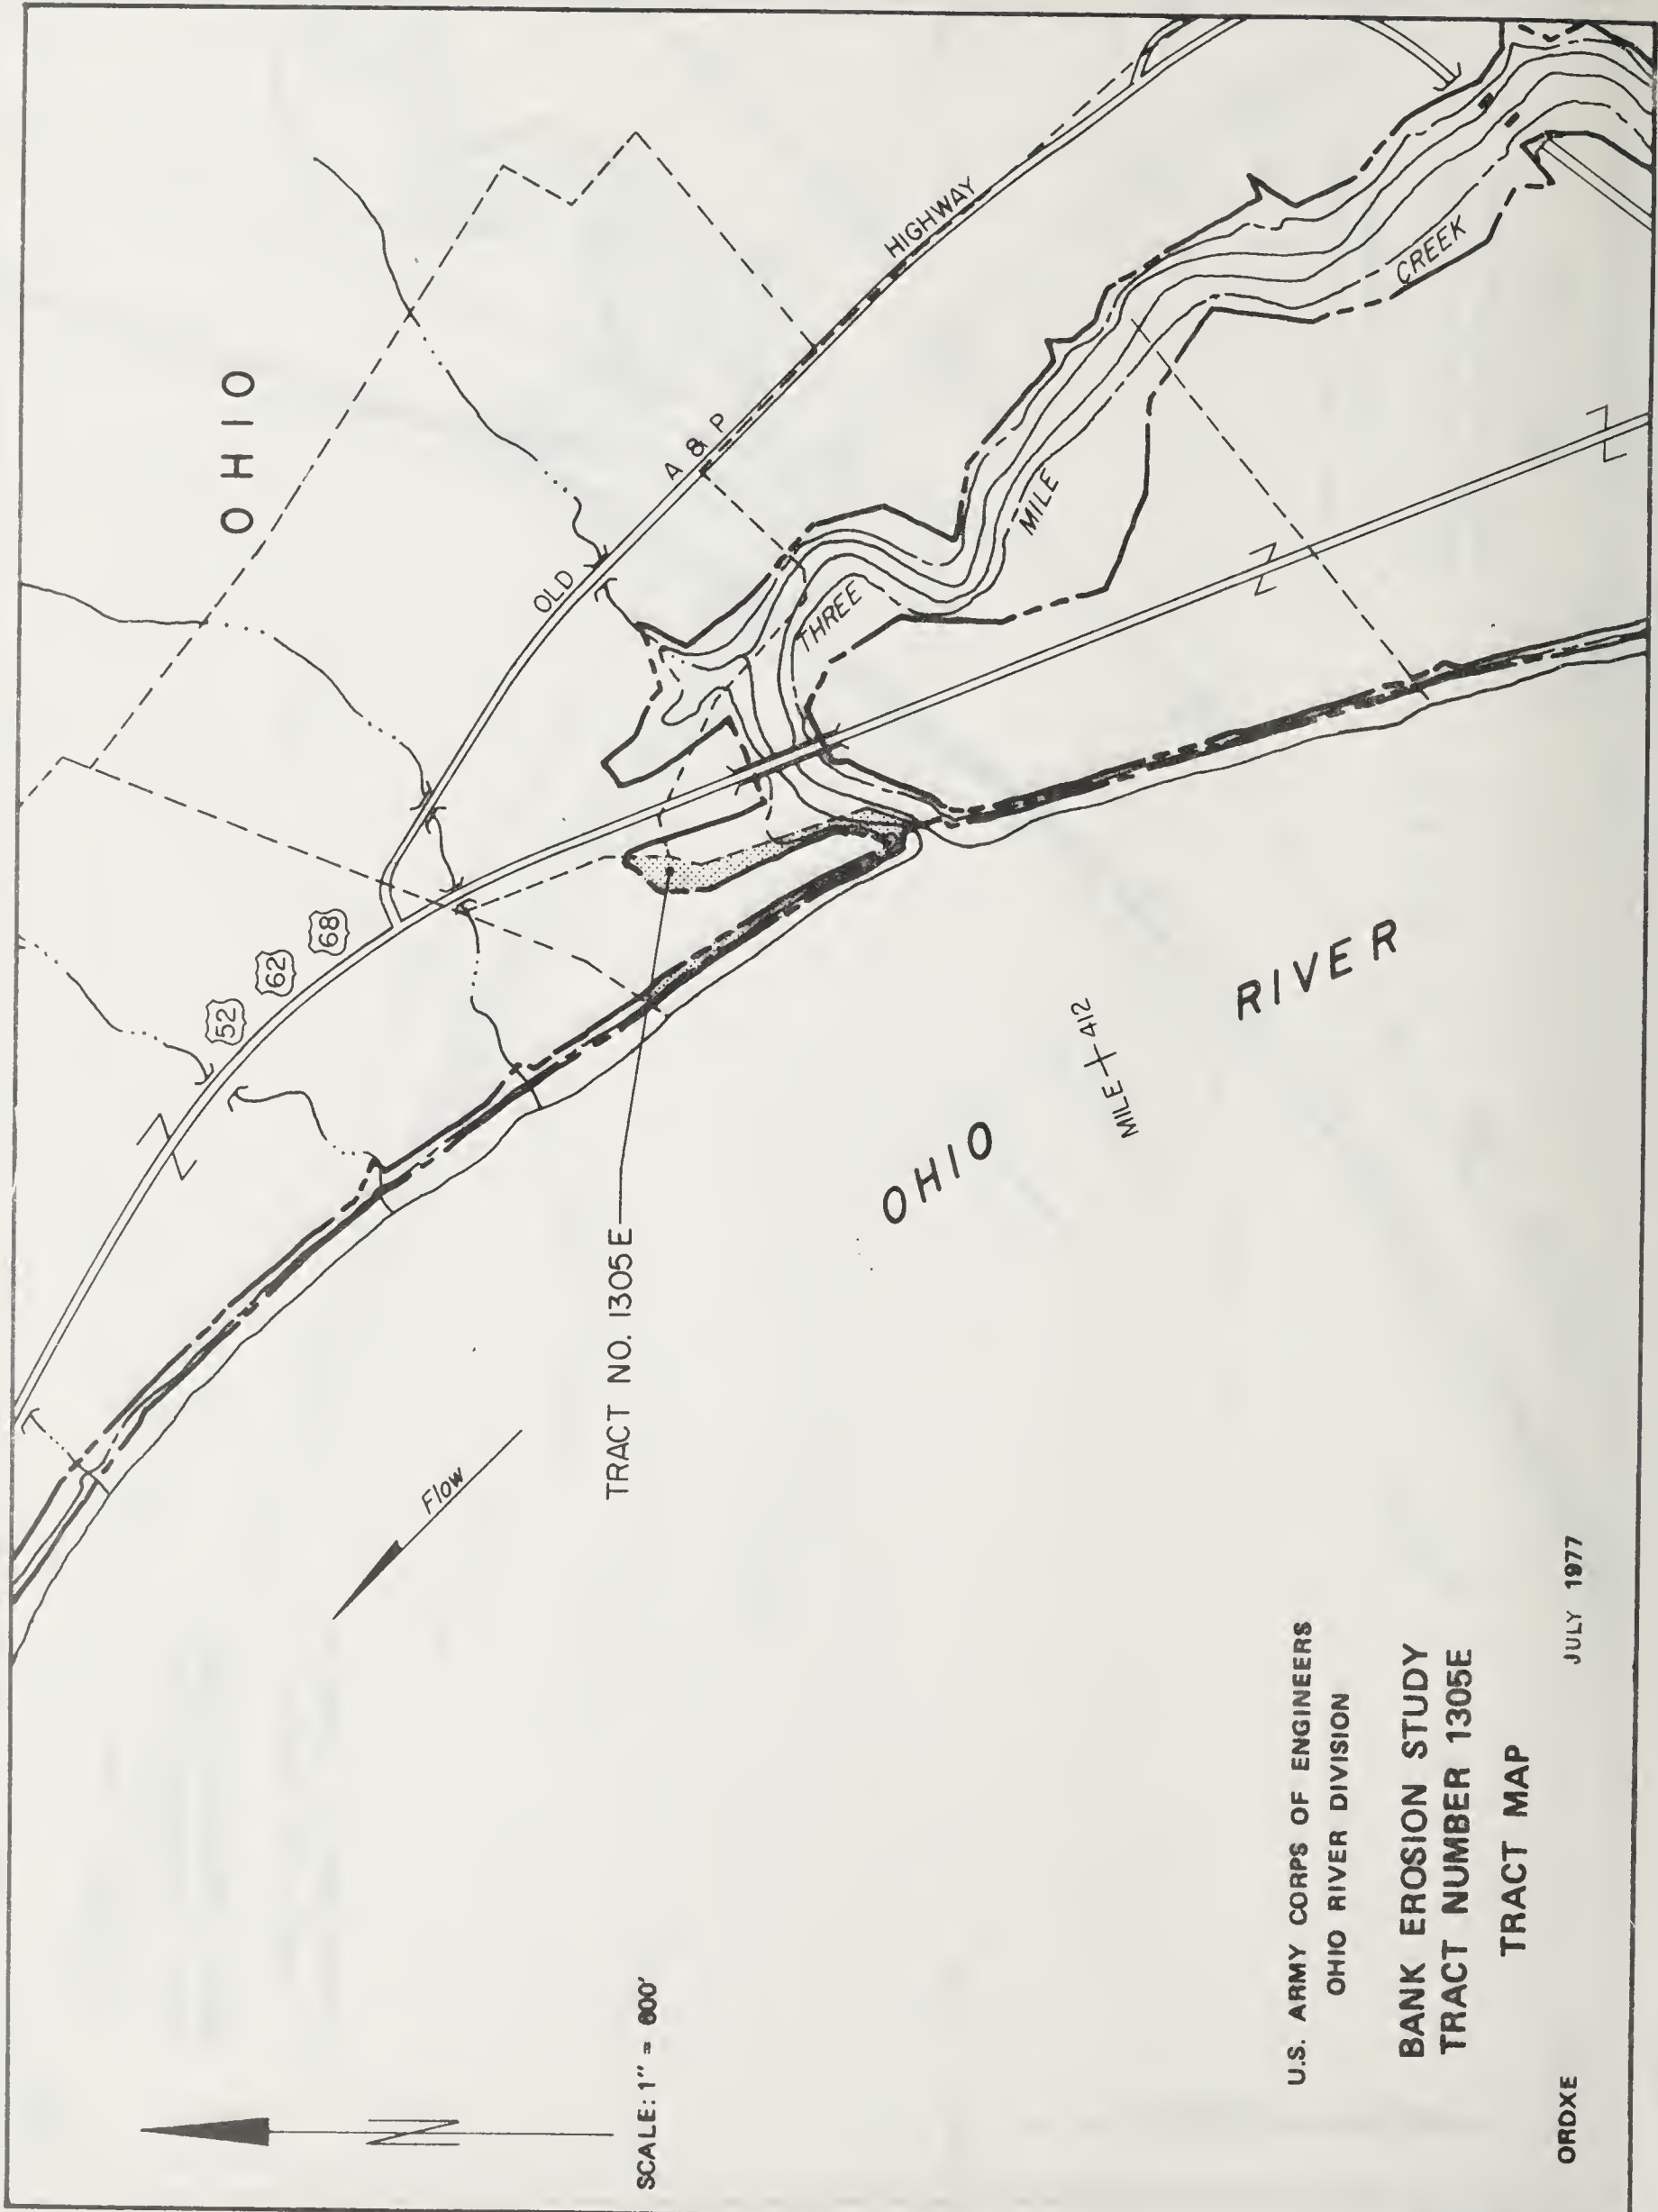 OHIO
OLD A & P HIGHWAY
52
62
68
THREE MILE CREEK
TRACT NO. 1305E
OHIO RIVER
MILE 412
Flow
N
SCALE: 1" = 600'
U.S. ARMY CORPS OF ENGINEERS
OHIO RIVER DIVISION
BANK EROSION STUDY
TRACT NUMBER 1305E
TRACT MAP
ORDXE
JULY 1977